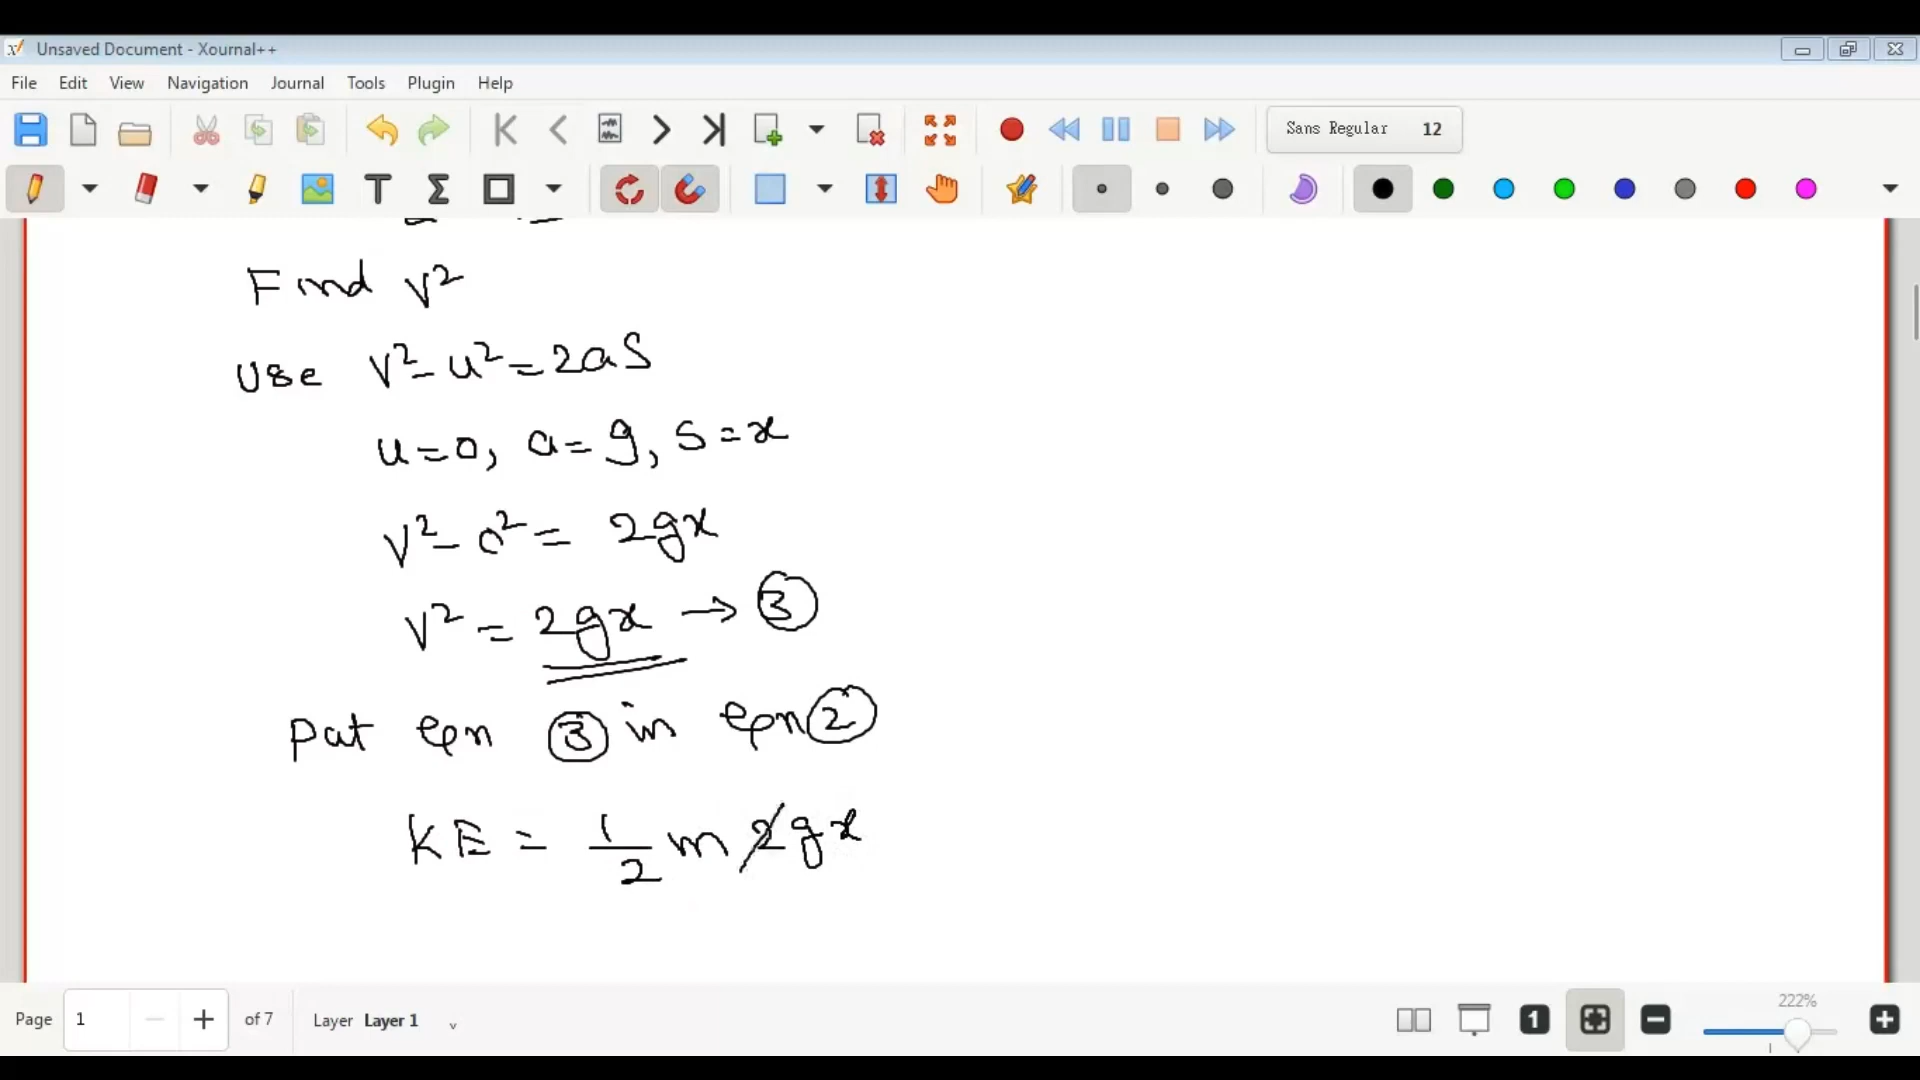 Unsaved Document - Xournal++
File Edit View Navigation Journal Tools Plugin Help
Sans Regular 12
Find v²
Use v² - u² = 2aS
u = 0, a = g, s = x
v² - 0² = 2gx
v² = 2gx → ③
Put eqn ③ in eqn ②
KE = 1/2 m 2gx
Page 1 of 7 Layer Layer 1 222%